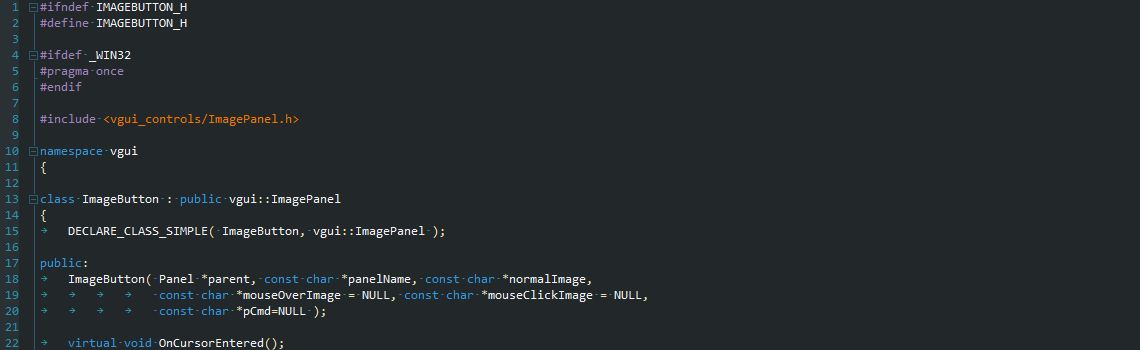 1 #ifndef IMAGEBUTTON_H
2 #define IMAGEBUTTON_H
3
4 #ifdef _WIN32
5 #pragma once
6 #endif
7
8 #include <vgui_controls/ImagePanel.h>
9
10 namespace vgui
11 {
12
13 class ImageButton : public vgui::ImagePanel
14 {
15 DECLARE_CLASS_SIMPLE( ImageButton, vgui::ImagePanel );
16
17 public:
18 ImageButton( Panel *parent, const char *panelName, const char *normalImage,
19 const char *mouseOverImage = NULL, const char *mouseClickImage = NULL,
20 const char *pCmd=NULL );
21
22 virtual void OnCursorEntered();